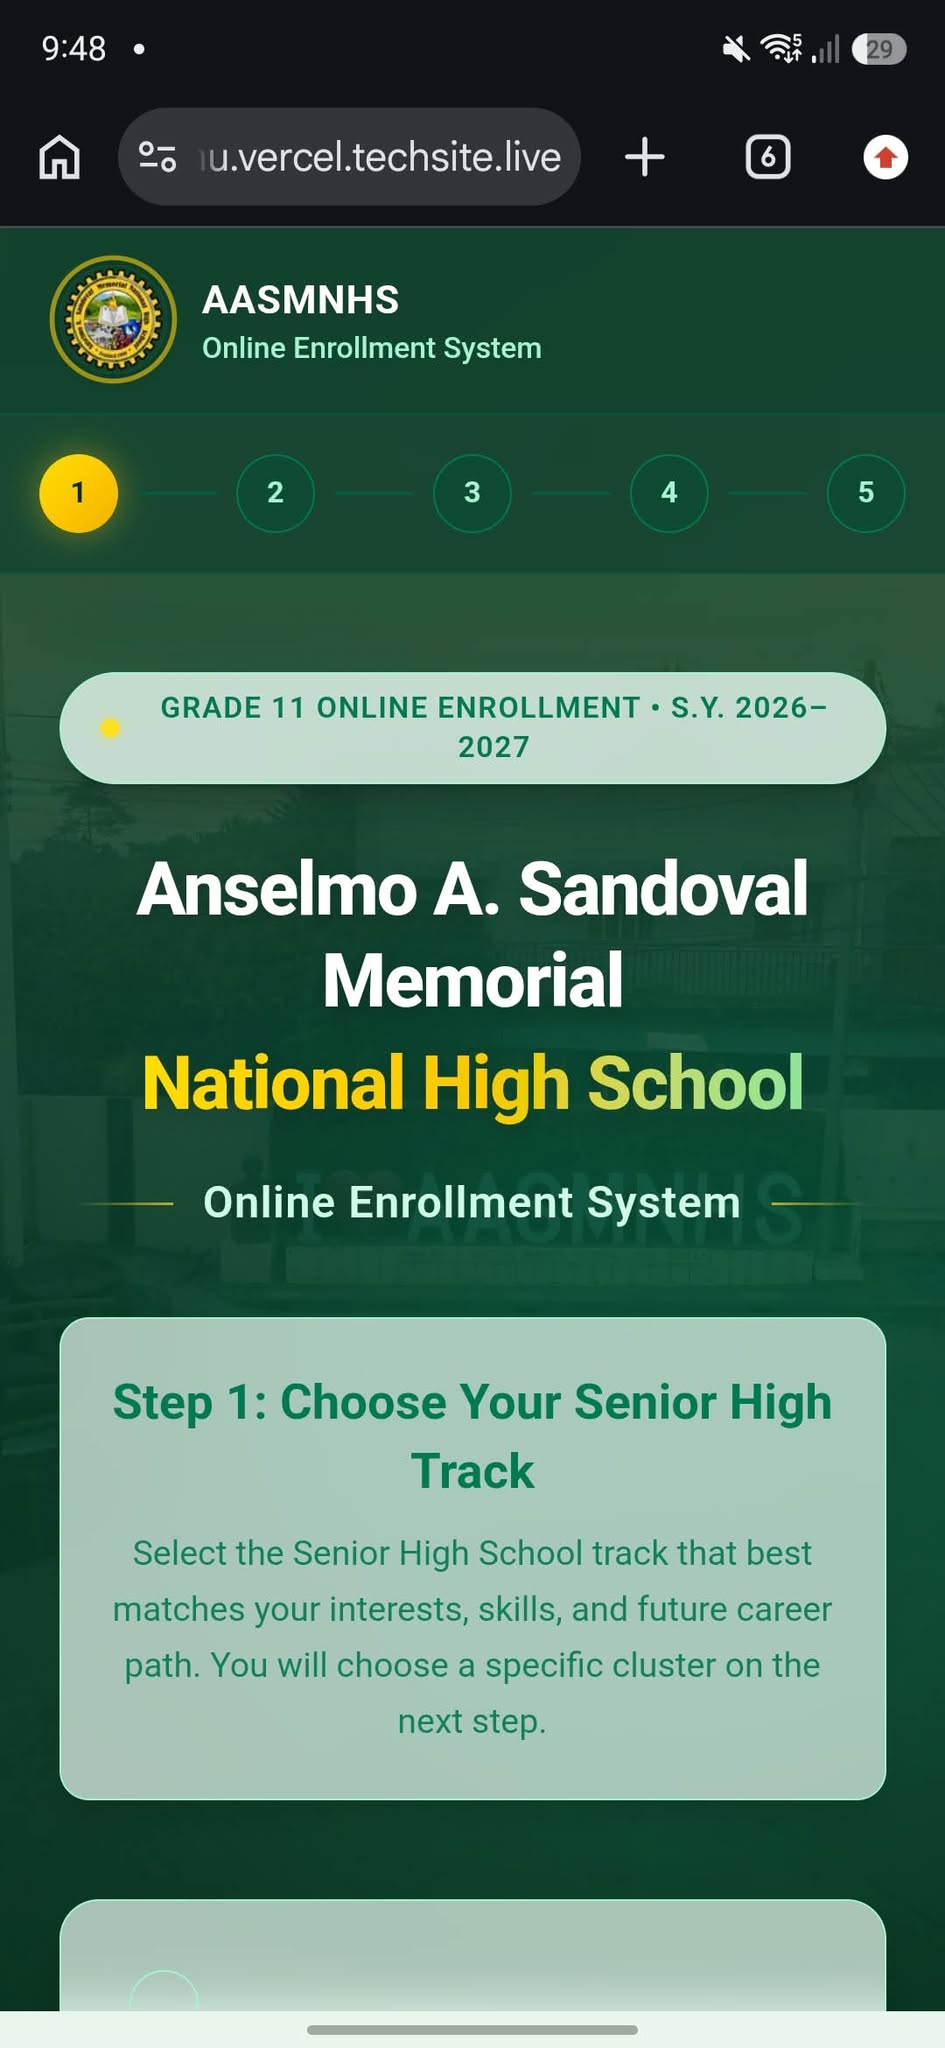 9:48
29
u.vercel.techsite.live
6
AASMNHS
Online Enrollment System
1
2
3
4
5
GRADE 11 ONLINE ENROLLMENT • S.Y. 2026–
2027
Anselmo A. Sandoval
Memorial
National High School
Online Enrollment System
AASMNHS
Step 1: Choose Your Senior High
Track
Select the Senior High School track that best
matches your interests, skills, and future career
path. You will choose a specific cluster on the
next step.